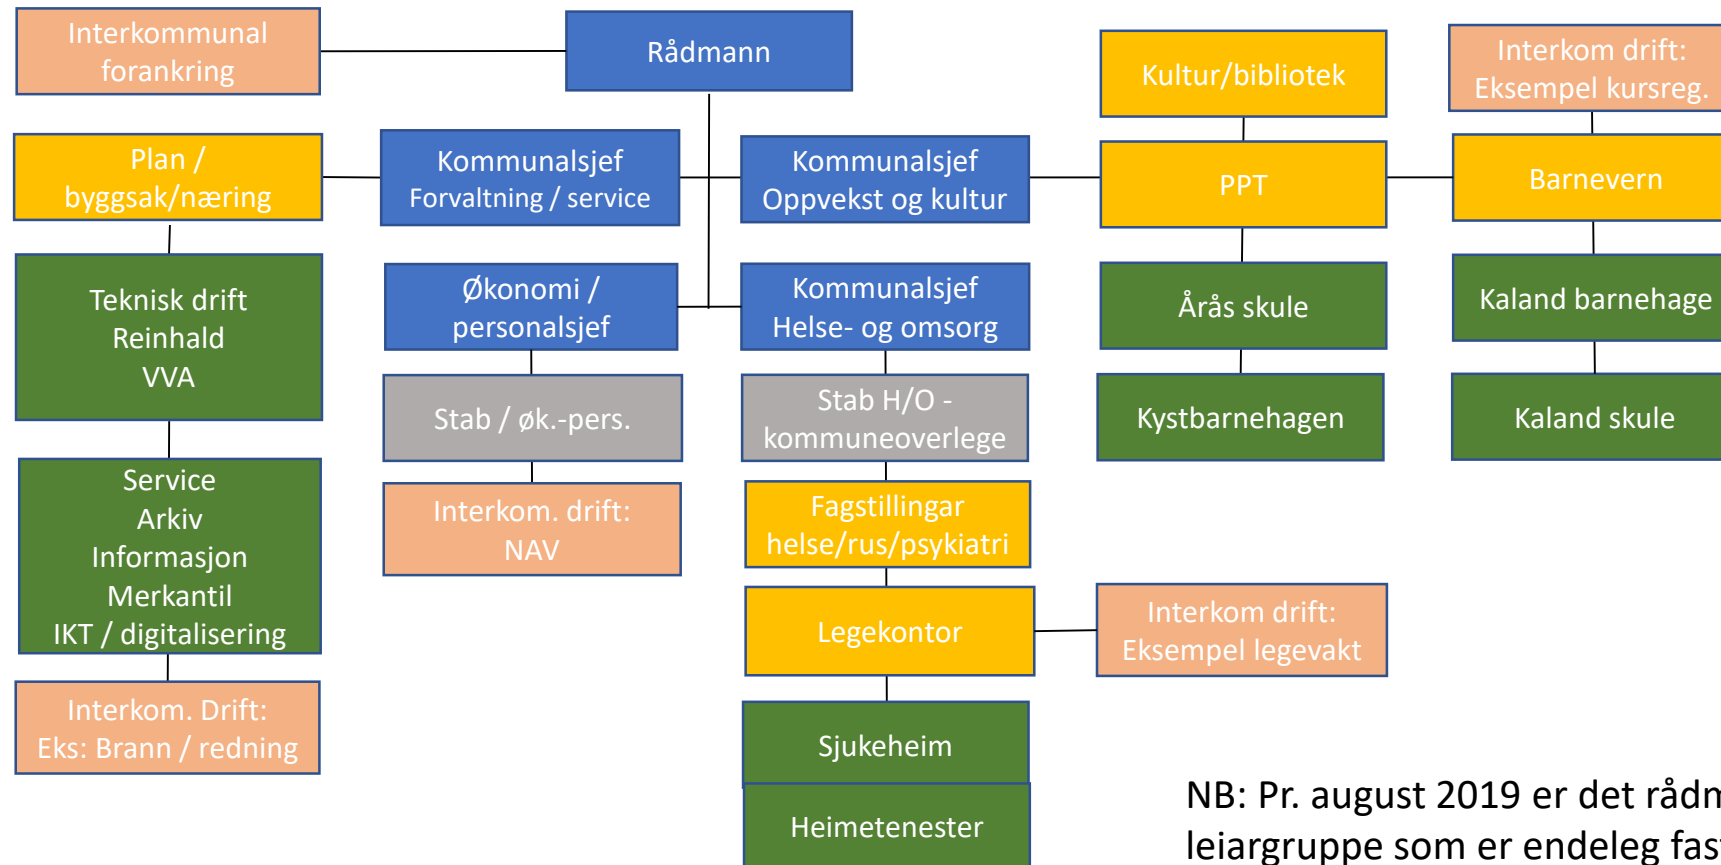 Interkommunal
forankring
Rådmann
Kultur/bibliotek
Interkom drift:
Eksempel kursreg.
Plan /
byggsak/næring
Kommunalsjef
Forvaltning / service
Kommunalsjef
Oppvekst og kultur
PPT
Barnevern
Teknisk drift
Reinhald
VVA
Økonomi /
personalsjef
Kommunalsjef
Helse- og omsorg
Årås skule
Kaland barnehage
Stab / øk.-pers.
Stab H/O -
kommuneoverlege
Kystbarnehagen
Kaland skule
Service
Arkiv
Informasjon
Merkantil
IKT / digitalisering
Interkom. drift:
NAV
Fagstillingar
helse/rus/psykiatri
Legekontor
Interkom drift:
Eksempel legevakt
Interkom. Drift:
Eks: Brann / redning
Sjukeheim
Heimetenester
NB: Pr. august 2019 er det
leiargruppe som er endeleg